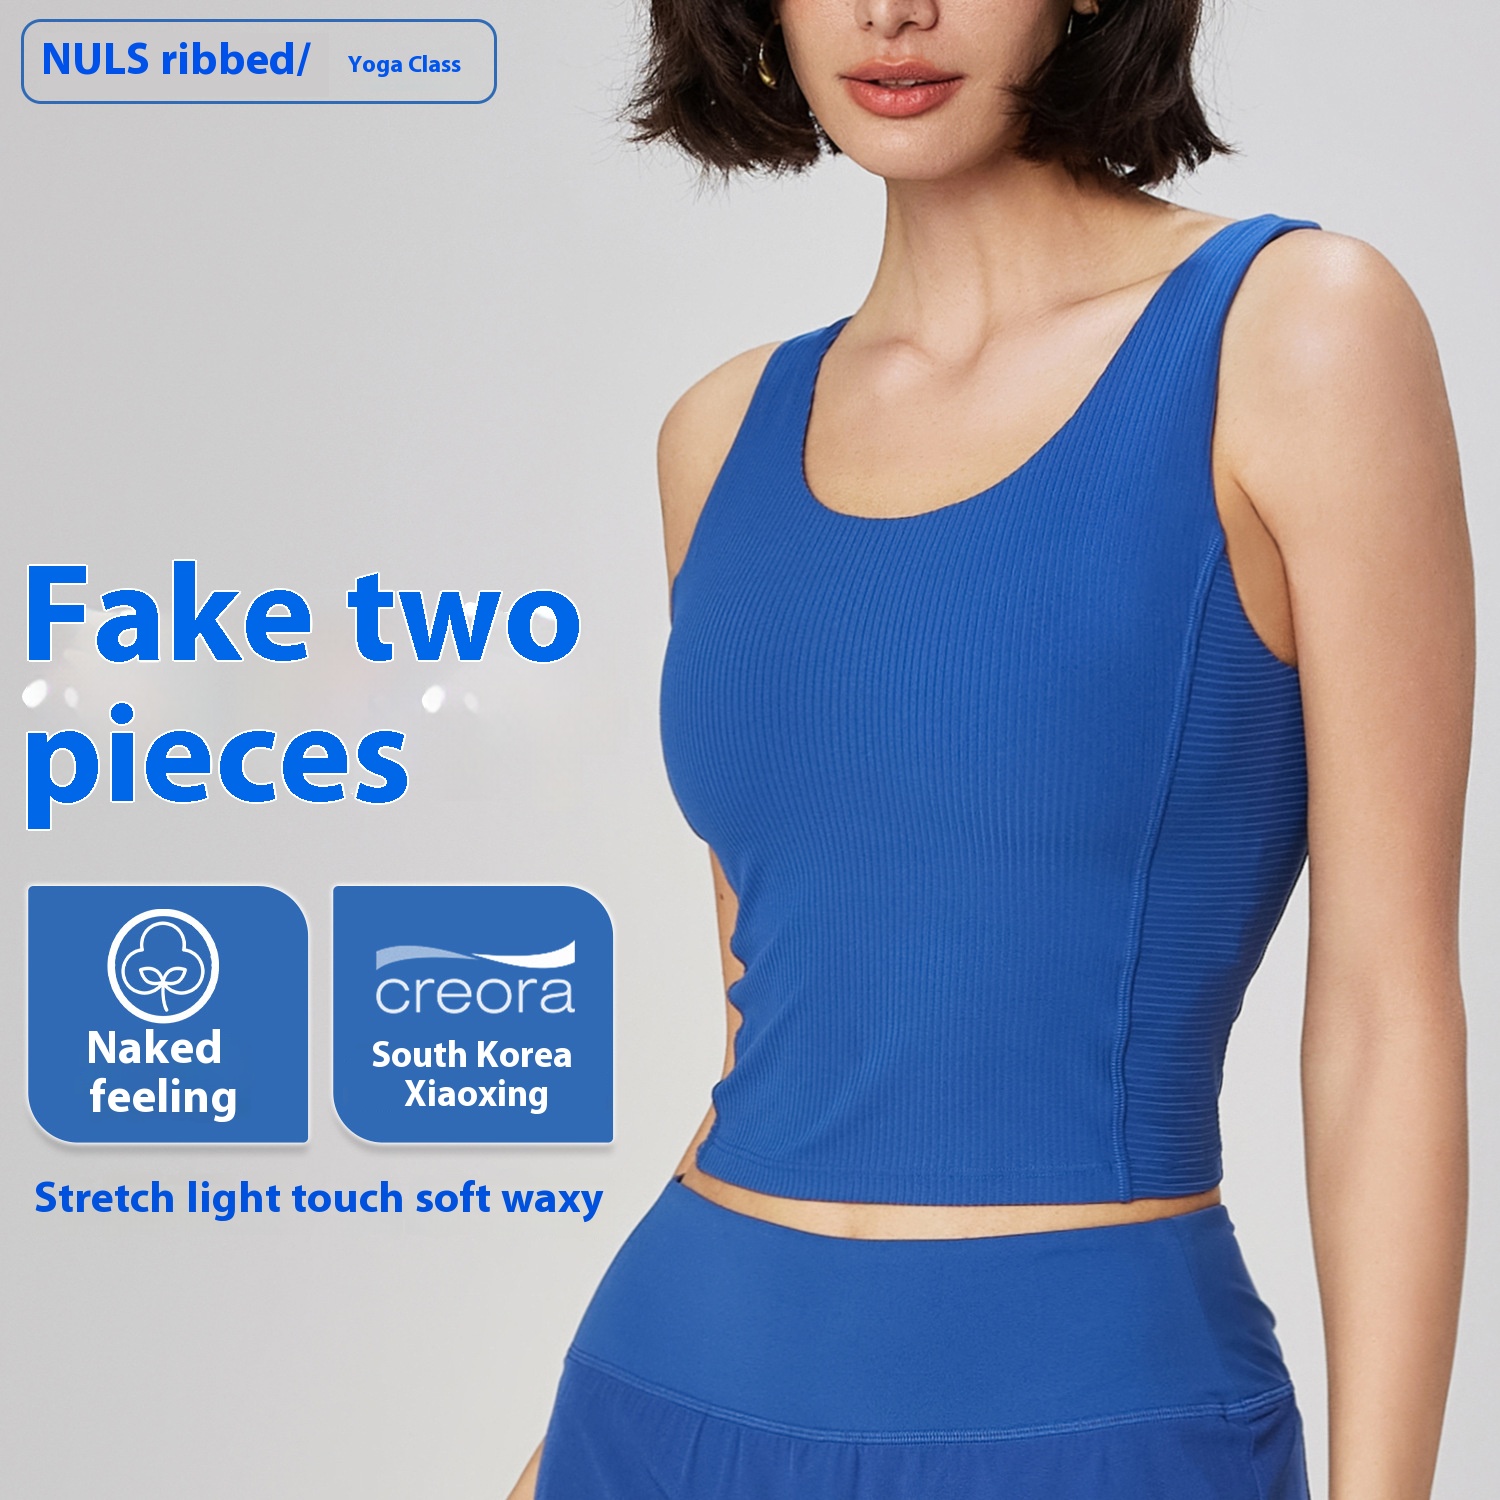 NULS ribbed/ Yoga Class
Fake two
pieces
Naked
feeling
creora
South Korea
Xiaoxing
Stretch light touch soft waxy